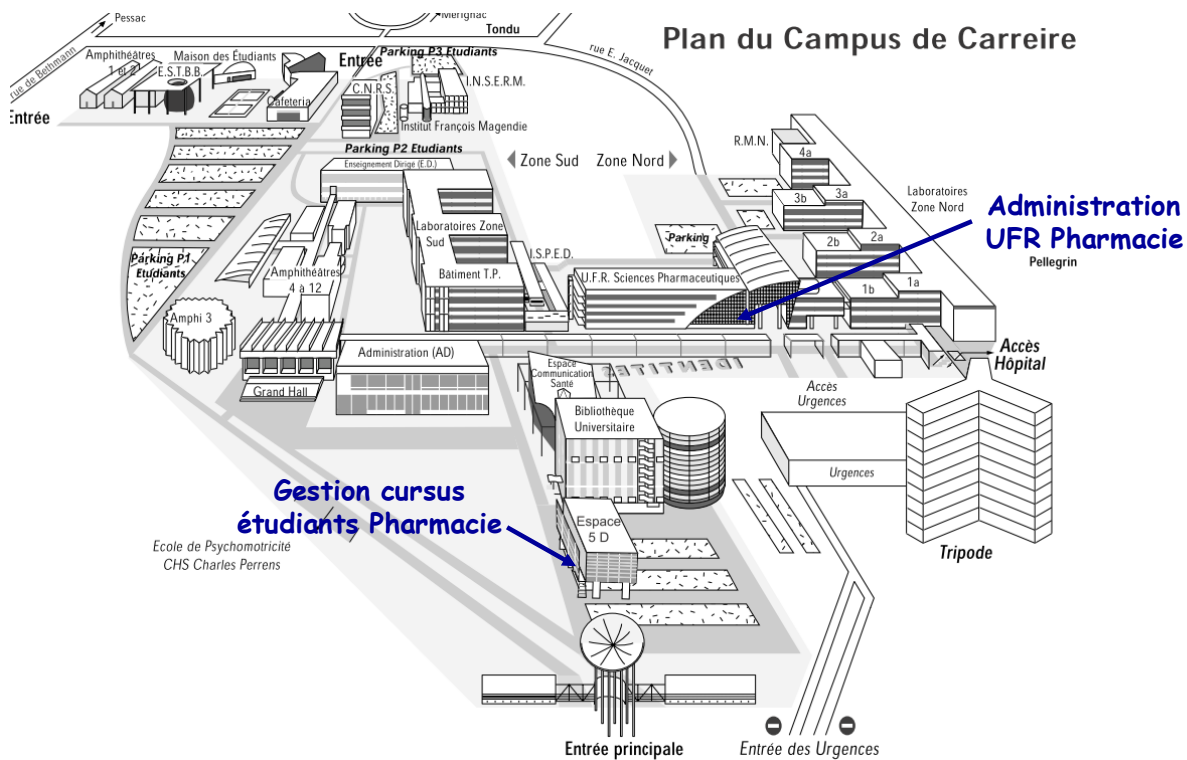 Pessac
Mérignac
Tondu
Plan du Campus de Carreire
rue de Bethmann
rue E. Jacquet
Amphithéâtres
1 et 2
Maison des Étudiants
E.S.T.B.B.
Entrée
Parking P3 Etudiants
I.N.S.E.R.M.
C.N.R.S.
Cafeteria
Entrée
Institut François Magendie
Parking P2 Etudiants
Enseignement Dirigé (E.D.)
Zone Sud
Zone Nord
R.M.N.
4a
3b
3a
Laboratoires
Zone Nord
Administration
UFR Pharmacie
Pellegrin
Laboratoires Zone
Sud
Parking
2b
2a
Parking P1
Etudiants
Amphithéâtres
4 à 12
Bâtiment T.P.
I.S.P.E.D.
U.F.R. Sciences Pharmaceutiques
1b
1a
Amphi 3
Administration (AD)
Grand Hall
Espace
Communication
Santé
IDENTITES
Accès
Hôpital
Accès
Urgences
Bibliothèque
Universitaire
Urgences
Gestion cursus
étudiants Pharmacie
Espace
5 D
Ecole de Psychomotricité
CHS Charles Perrens
Tripode
Entrée principale
Entrée des Urgences